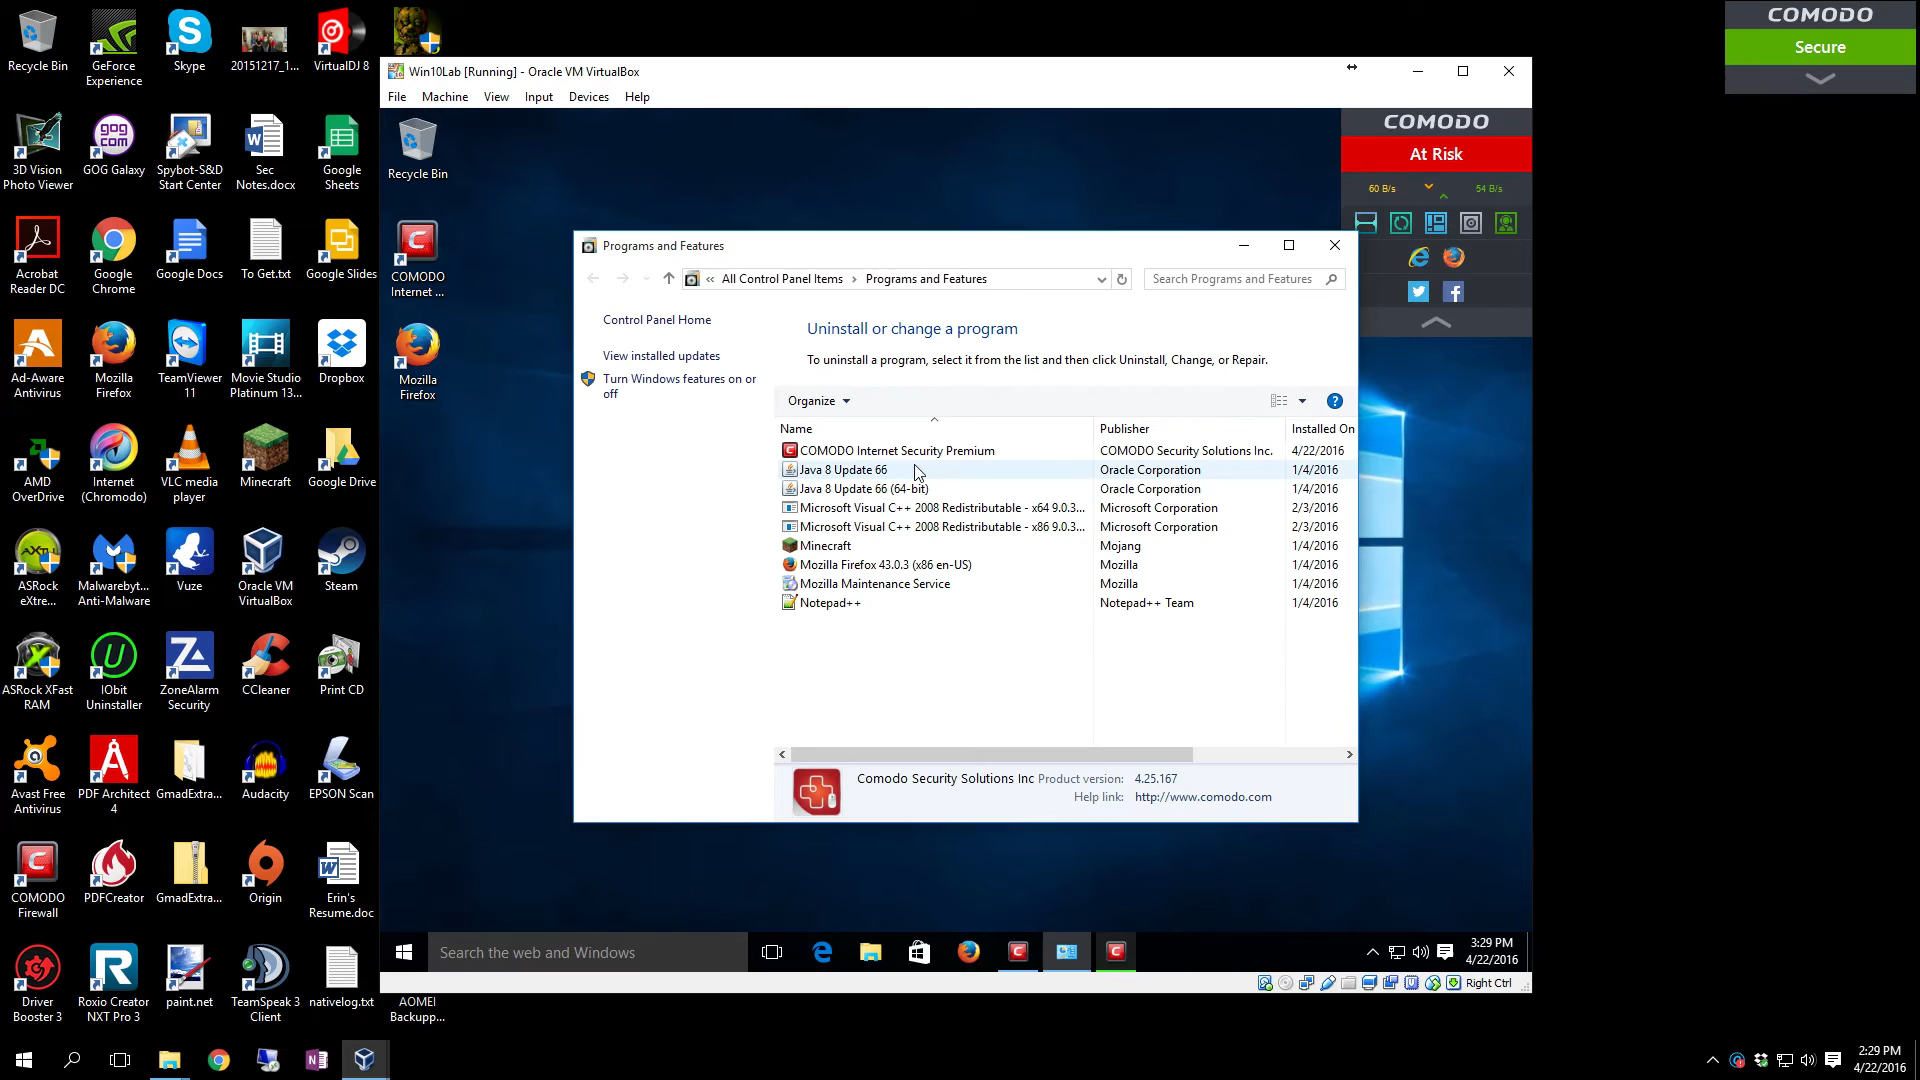 Recycle Bin
GeForce
Experience
Skype
20151217_1...
VirtualDJ 8
3D Vision
Photo Viewer
GOG Galaxy
gog
com
Spybot-S&D
Start Center
Sec
Notes.docx
Google
Sheets
Acrobat
Reader DC
Google
Chrome
Google Docs
To Get.txt
Google Slides
Ad-Aware
Antivirus
Mozilla
Firefox
TeamViewer
11
Movie Studio
Platinum 13...
Dropbox
AMD
OverDrive
Internet
(Chromodo)
VLC media
player
Minecraft
Google Drive
ASRock
eXtre...
Malwarebyt...
Anti-Malware
Vuze
Oracle VM
VirtualBox
Steam
ASRock XFast
RAM
IObit
Uninstaller
ZoneAlarm
Security
CCleaner
Print CD
Avast Free
Antivirus
PDF Architect
4
GmadExtra...
Audacity
EPSON Scan
COMODO
Firewall
PDFCreator
GmadExtra...
Origin
Erin's
Resume.doc
Driver
Booster 3
Roxio Creator
NXT Pro 3
paint.net
TeamSpeak 3
Client
nativelog.txt
AOMEI
Backupp...
Win10Lab [Running] - Oracle VM VirtualBox
File Machine View Input Devices Help
Recycle Bin
COMODO
Internet ...
Mozilla
Firefox
COMODO
At Risk
60 B/s
54 B/s
Programs and Features
« All Control Panel Items > Programs and Features
Search Programs and Features
Control Panel Home
View installed updates
Turn Windows features on or
off
Uninstall or change a program
To uninstall a program, select it from the list and then click Uninstall, Change, or Repair.
Organize
Name Publisher Installed On
COMODO Internet Security Premium COMODO Security Solutions Inc. 4/22/2016
Java 8 Update 66 Oracle Corporation 1/4/2016
Java 8 Update 66 (64-bit) Oracle Corporation 1/4/2016
Microsoft Visual C++ 2008 Redistributable - x64 9.0.3... Microsoft Corporation 2/3/2016
Microsoft Visual C++ 2008 Redistributable - x86 9.0.3... Microsoft Corporation 2/3/2016
Minecraft Mojang 1/4/2016
Mozilla Firefox 43.0.3 (x86 en-US) Mozilla 1/4/2016
Mozilla Maintenance Service Mozilla 1/4/2016
Notepad++ Notepad++ Team 1/4/2016
Comodo Security Solutions Inc Product version: 4.25.167
Help link: http://www.comodo.com
Search the web and Windows
3:29 PM
4/22/2016
Right Ctrl
COMODO
Secure
2:29 PM
4/22/2016